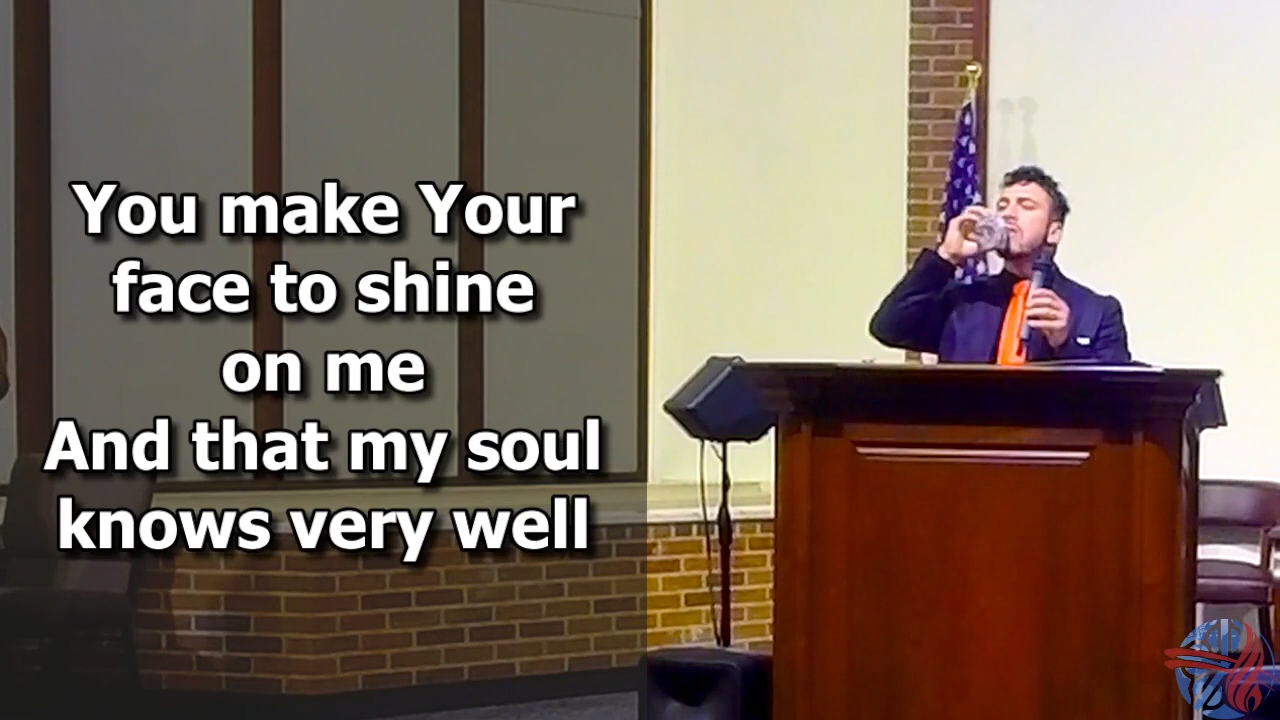 You make Your
face to shine
on me
And that my soul
knows very well